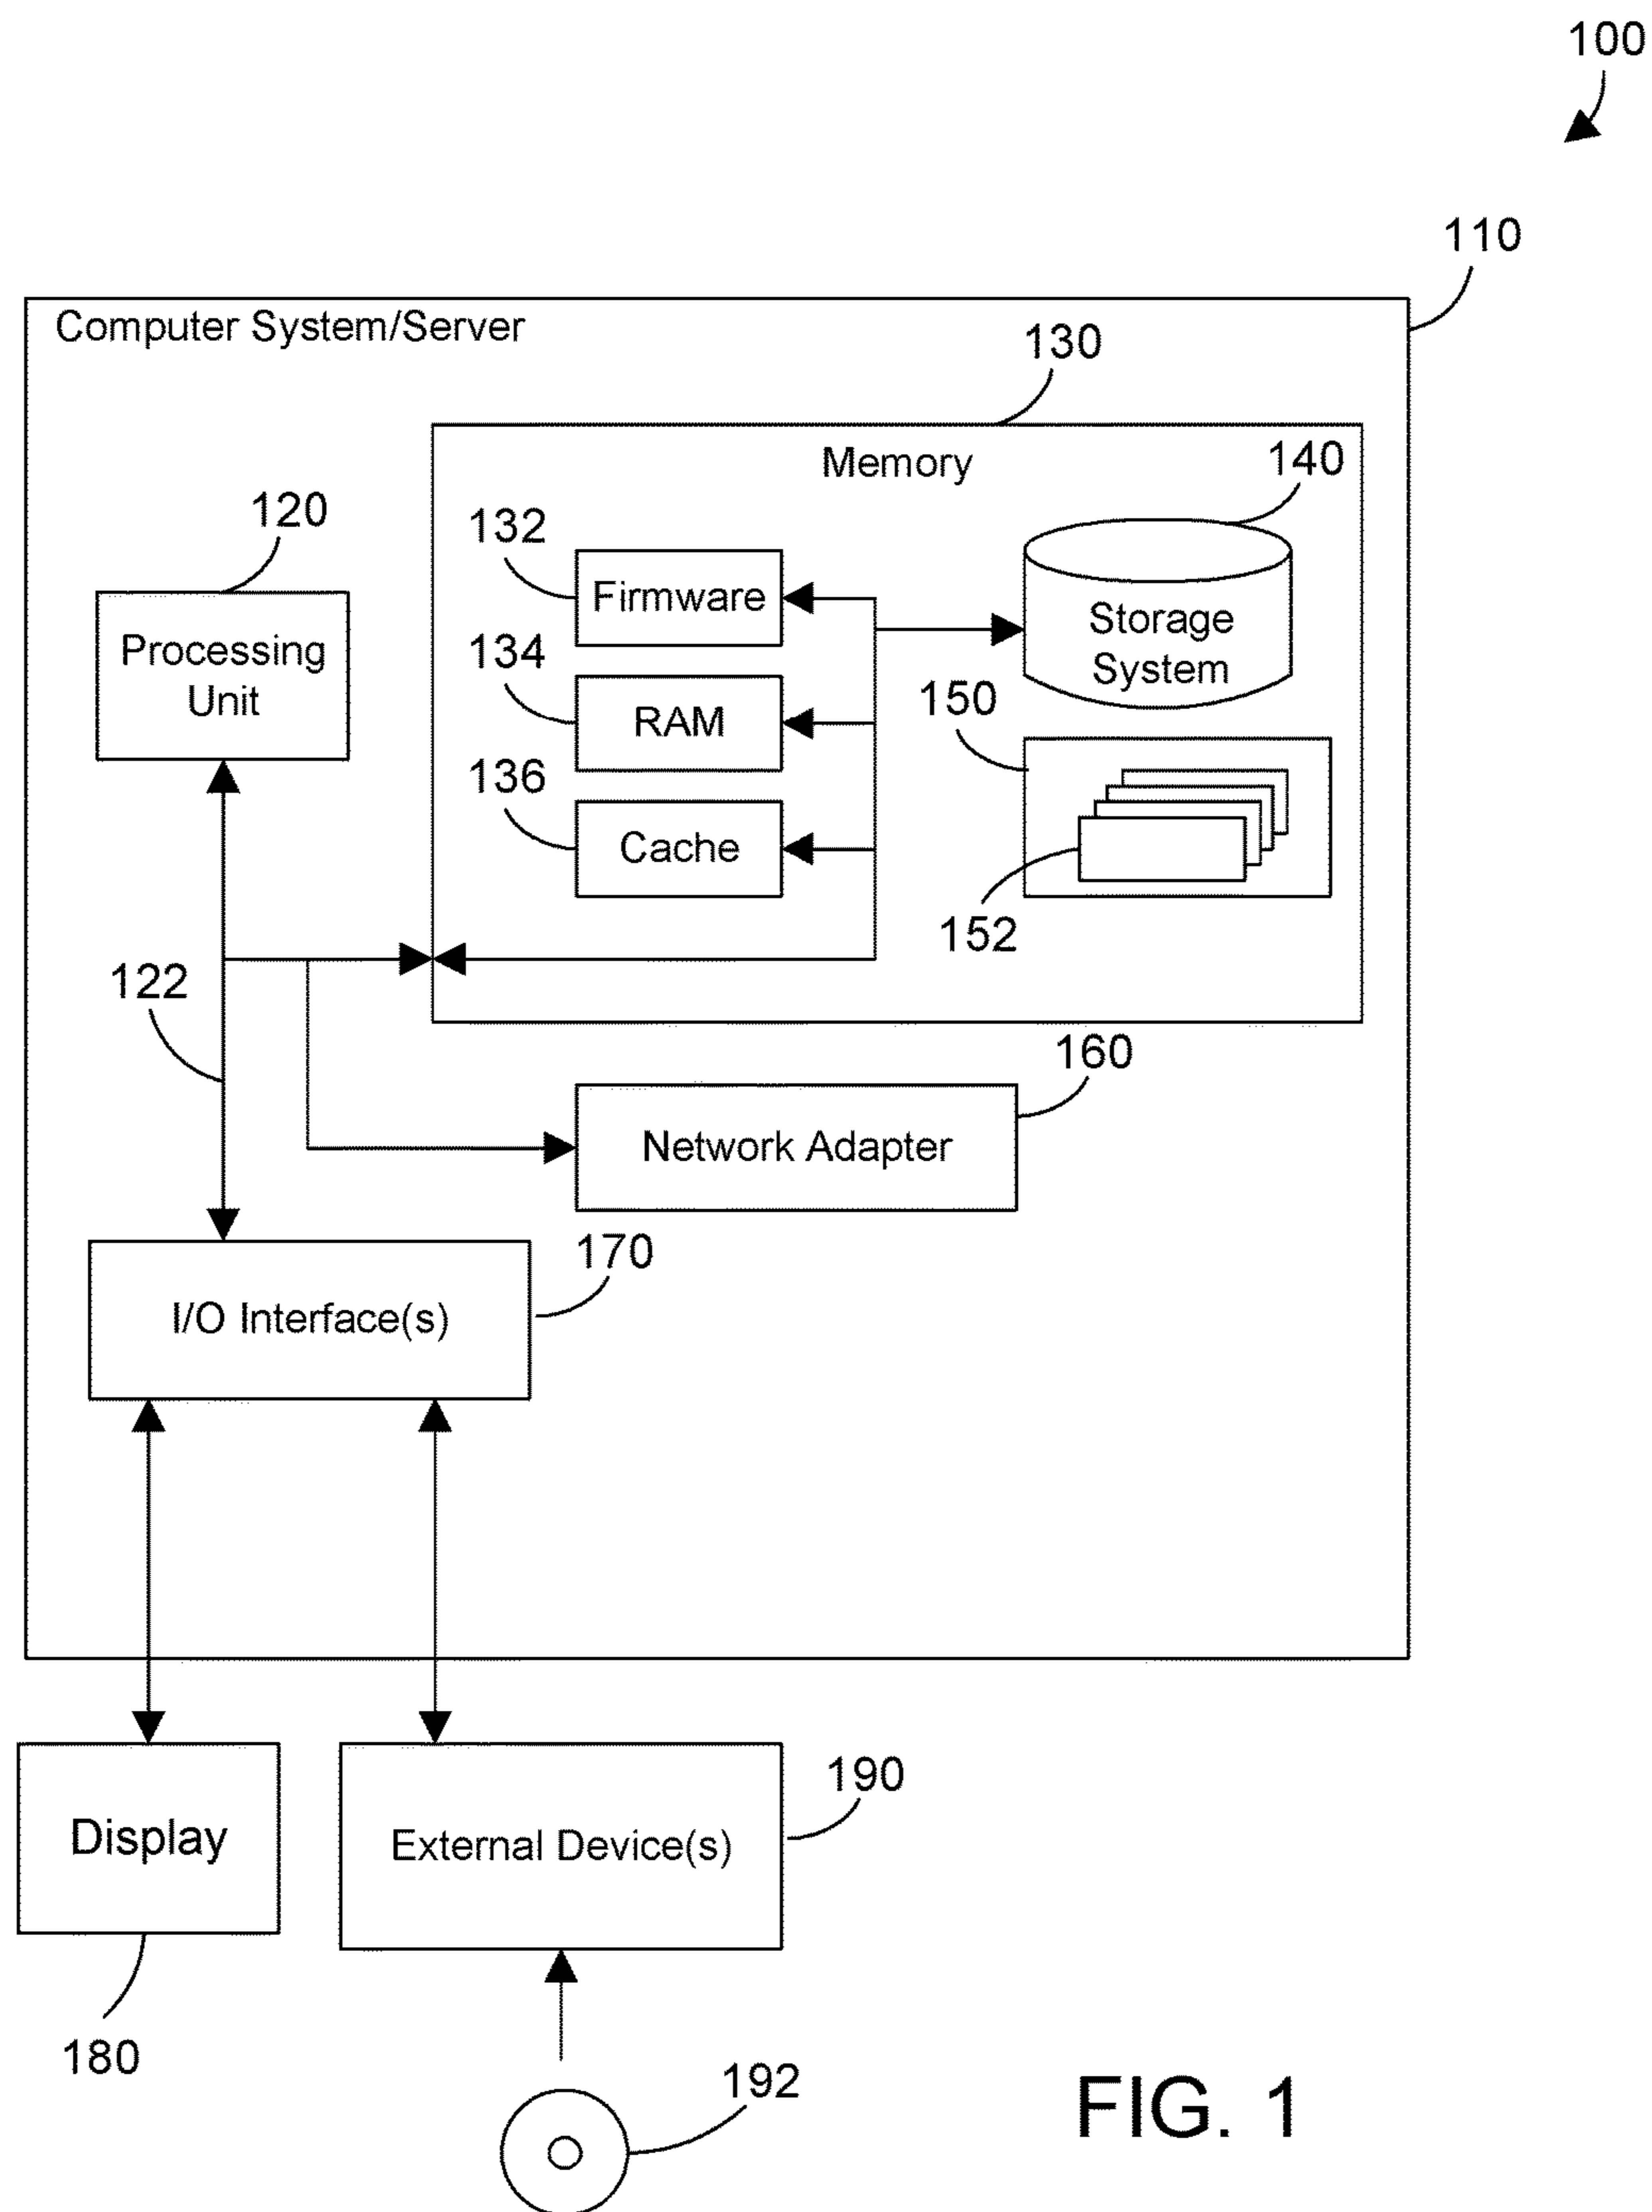 100
110
Computer System/Server
130
Memory
140
120
132
Firmware
Processing
Unit
Storage
System
134
RAM
150
136
Cache
152
122
160
Network Adapter
170
I/O Interface(s)
190
Display
External Device(s)
180
192
FIG. 1